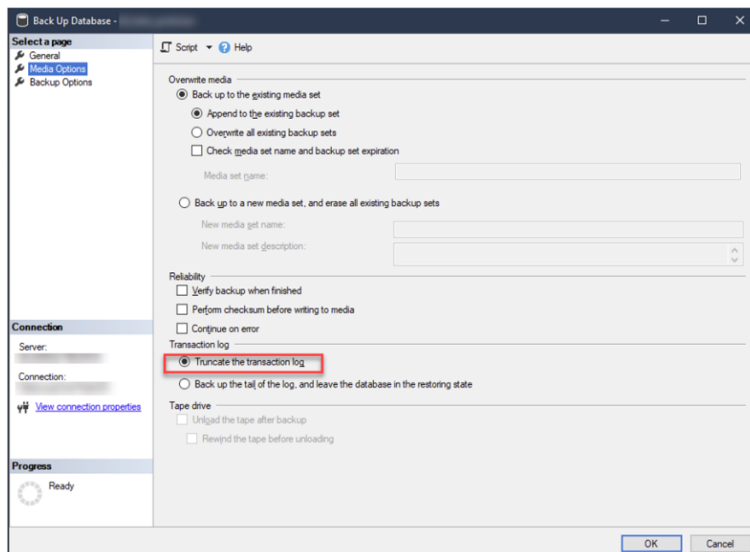 Back Up Database -
Select a page
General
Media Options
Backup Options
Script
Help
Overwrite media
Back up to the existing media set
Append to the existing backup set
Overwrite all existing backup sets
Check media set name and backup set expiration
Media set name:
Back up to a new media set, and erase all existing backup sets
New media set name:
New media set description:
Reliability
Verify backup when finished
Perform checksum before writing to media
Continue on error
Transaction log
Truncate the transaction log
Back up the tail of the log, and leave the database in the restoring state
Tape drive
Unload the tape after backup
Rewind the tape before unloading
Connection
Server:
Connection:
View connection properties
Progress
Ready
OK
Cancel